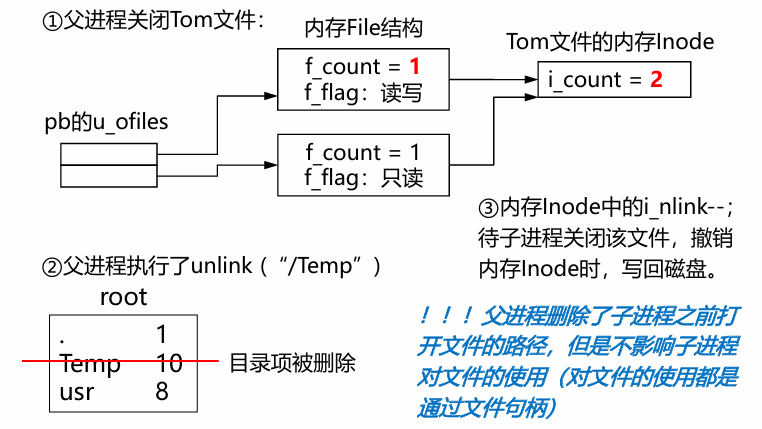 ①父进程关闭Tom文件：
内存File结构
Tom文件的内存Inode
f_count = 1
f_flag：读写
i_count = 2
pb的u_ofiles
f_count = 1
f_flag：只读
③内存Inode中的i_nlink--；
待子进程关闭该文件，撤销
内存Inode时，写回磁盘。
②父进程执行了unlink（“/Temp”）
root
. 1
Temp 10
usr 8
目录项被删除
！！！父进程删除了子进程之前打
开文件的路径，但是不影响子进程
对文件的使用（对文件的使用都是
通过文件句柄）